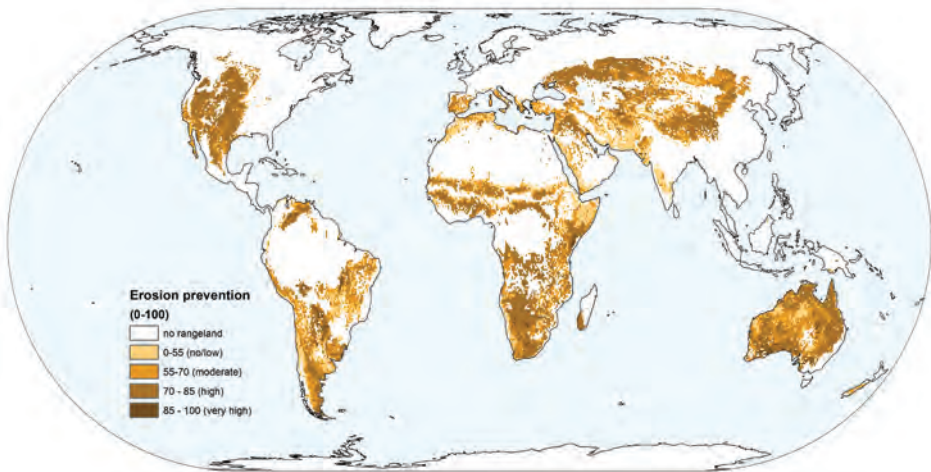 Erosion prevention
(0-100)
no rangeland
0-55 (no/low)
55-70 (moderate)
70 - 85 (high)
85 - 100 (very high)